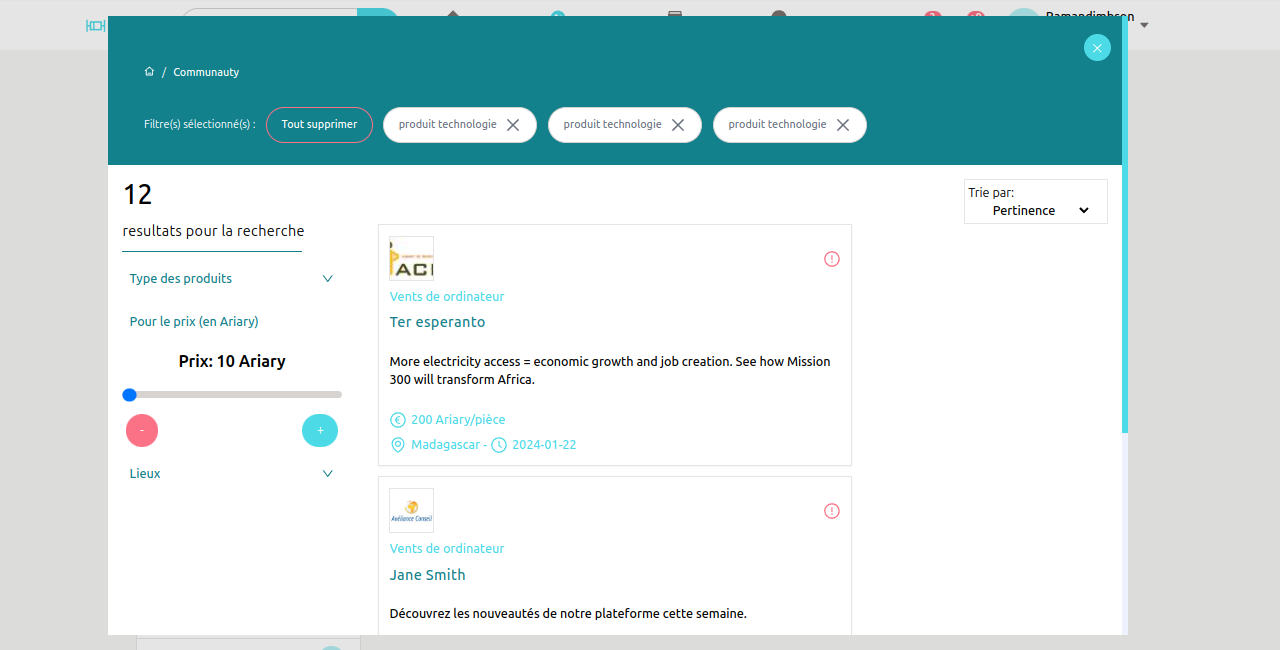 Ramandimbson
/ Communauty
Filtre(s) sélectionné(s) : Tout supprimer produit technologie produit technologie produit technologie
12
resultats pour la recherche
Trie par:
Pertinence
Type des produits
Pour le prix (en Ariary)
Prix: 10 Ariary
- +
Lieux
ACI
Vents de ordinateur
Ter esperanto
More electricity access = economic growth and job creation. See how Mission
300 will transform Africa.
200 Ariary/pièce
Madagascar - 2024-01-22
Avéliance Conseil
Vents de ordinateur
Jane Smith
Découvrez les nouveautés de notre plateforme cette semaine.